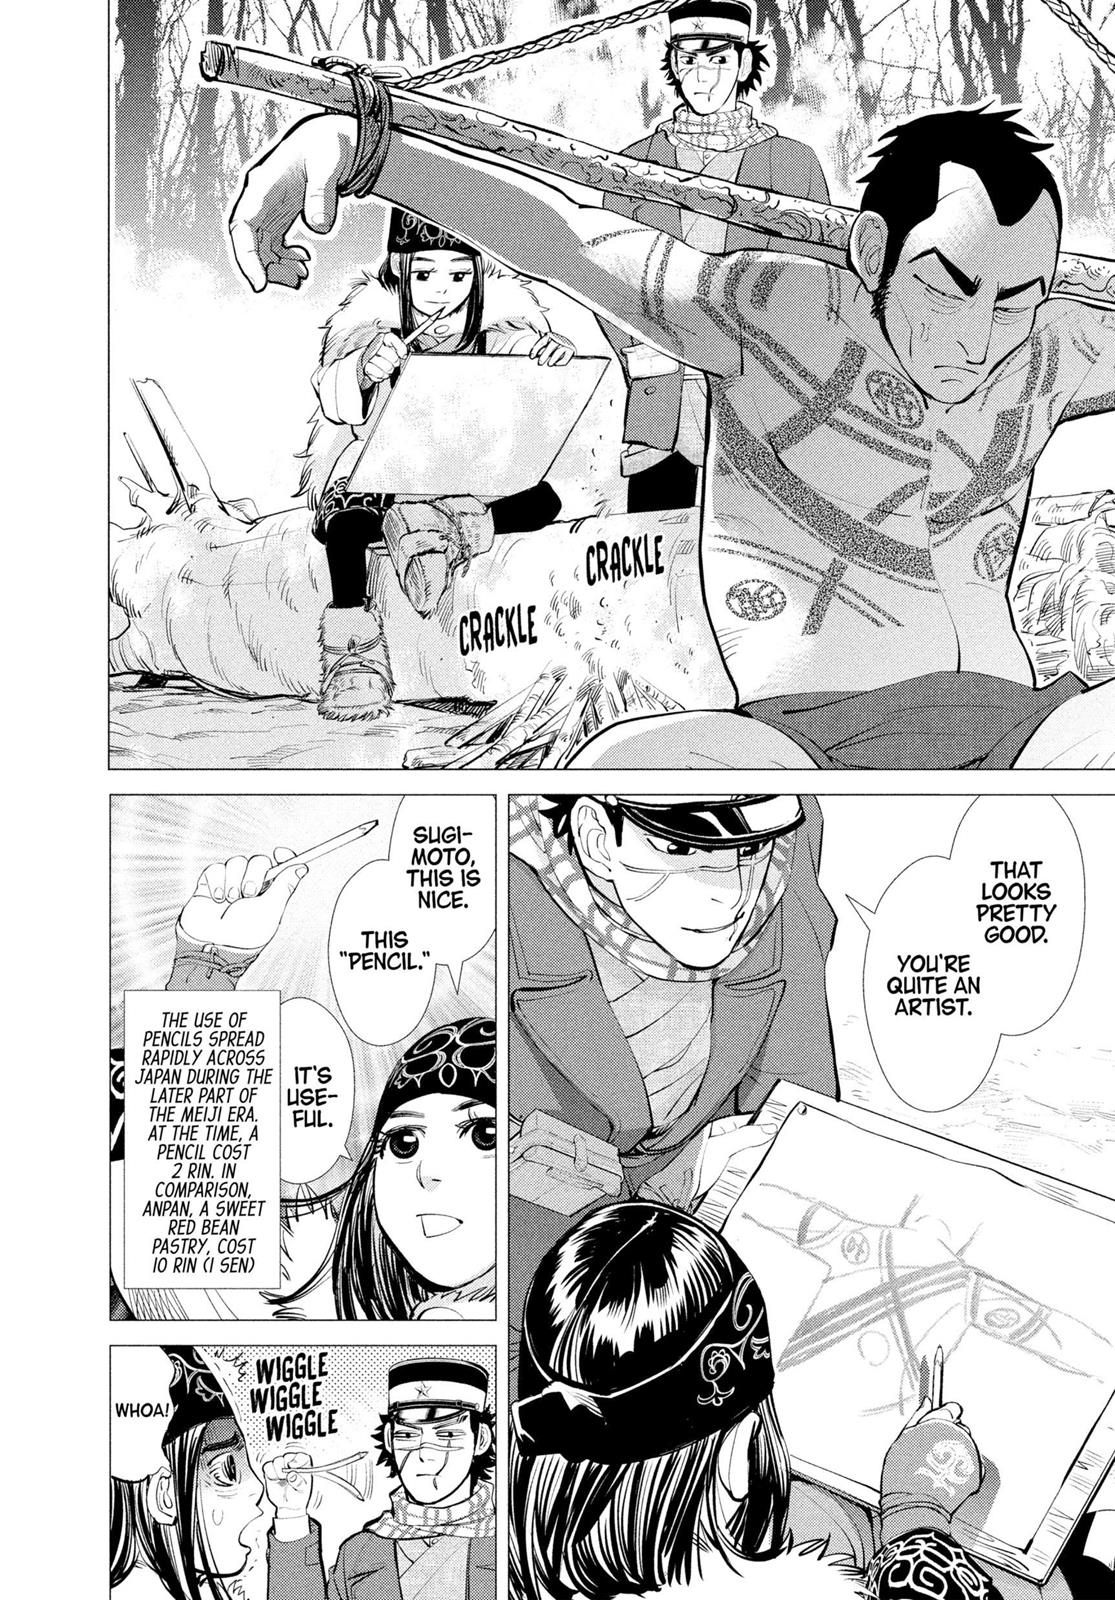 CRACKLE
CRACKLE
THAT
LOOKS
PRETTY
GOOD.
YOU'RE
QUITE AN
ARTIST.
SUGI-
MOTO,
THIS IS
NICE.
THIS
"PENCIL."
IT'S
USE-
FUL.
THE USE OF
PENCILS SPREAD
RAPIDLY ACROSS
JAPAN DURING THE
LATER PART OF
THE MEIJI ERA.
AT THE TIME, A
PENCIL COST
2 RIN. IN
COMPARISON,
ANPAN, A SWEET
RED BEAN
PASTRY, COST
10 RIN (1 SEN)
WIGGLE
WIGGLE
WIGGLE
WHOA!